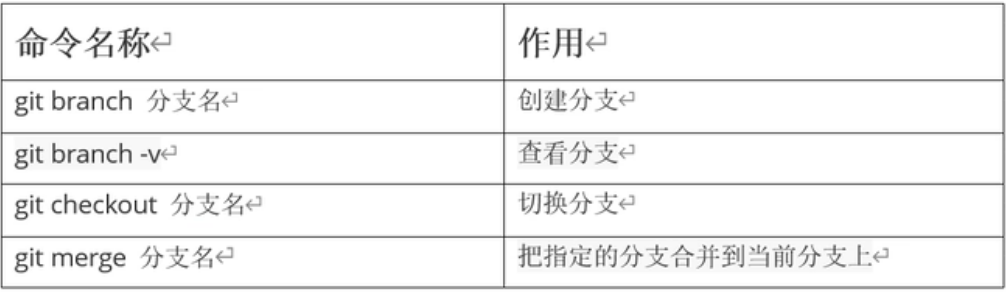 命令名称↵ 作用↵
git branch 分支名↵ 创建分支↵
git branch -v↵ 查看分支↵
git checkout 分支名↵ 切换分支↵
git merge 分支名↵ 把指定的分支合并到当前分支上↵